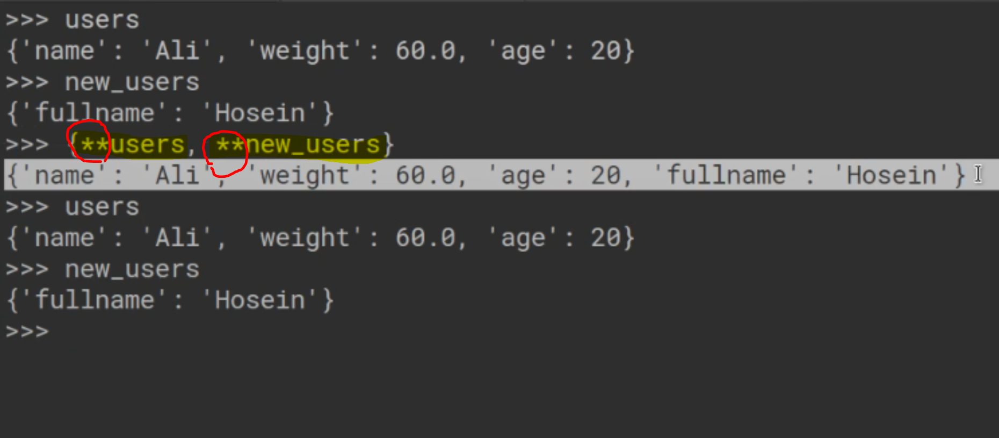 >>> users
{'name': 'Ali', 'weight': 60.0, 'age': 20}
>>> new_users
{'fullname': 'Hosein'}
>>> {**users, **new_users}
{'name': 'Ali', 'weight': 60.0, 'age': 20, 'fullname': 'Hosein'}
>>> users
{'name': 'Ali', 'weight': 60.0, 'age': 20}
>>> new_users
{'fullname': 'Hosein'}
>>>